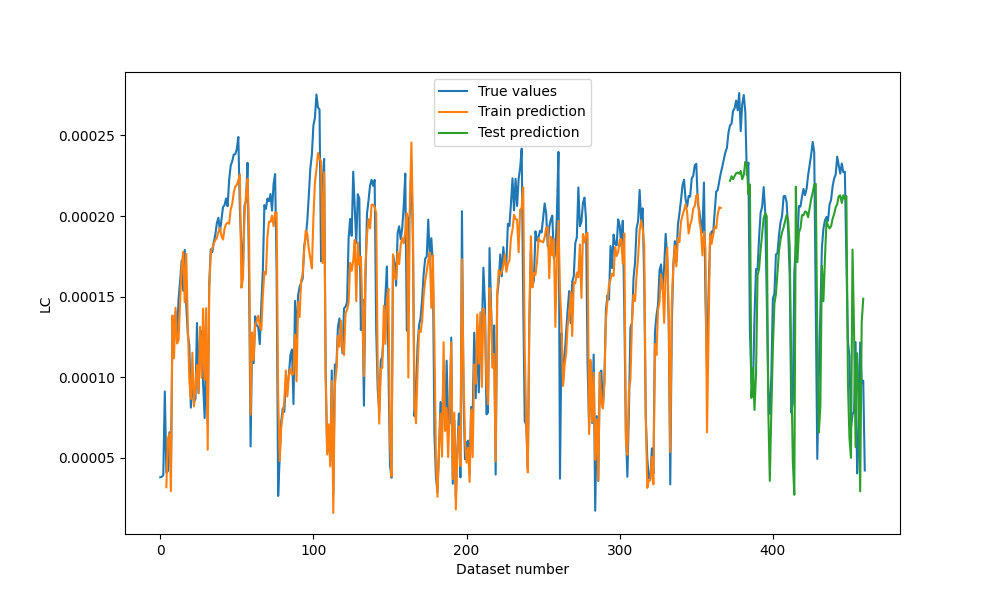 True values
Train prediction
Test prediction
0.00025
0.00020
0.00015
0.00010
0.00005
LC
0 100 200 300 400
Dataset number